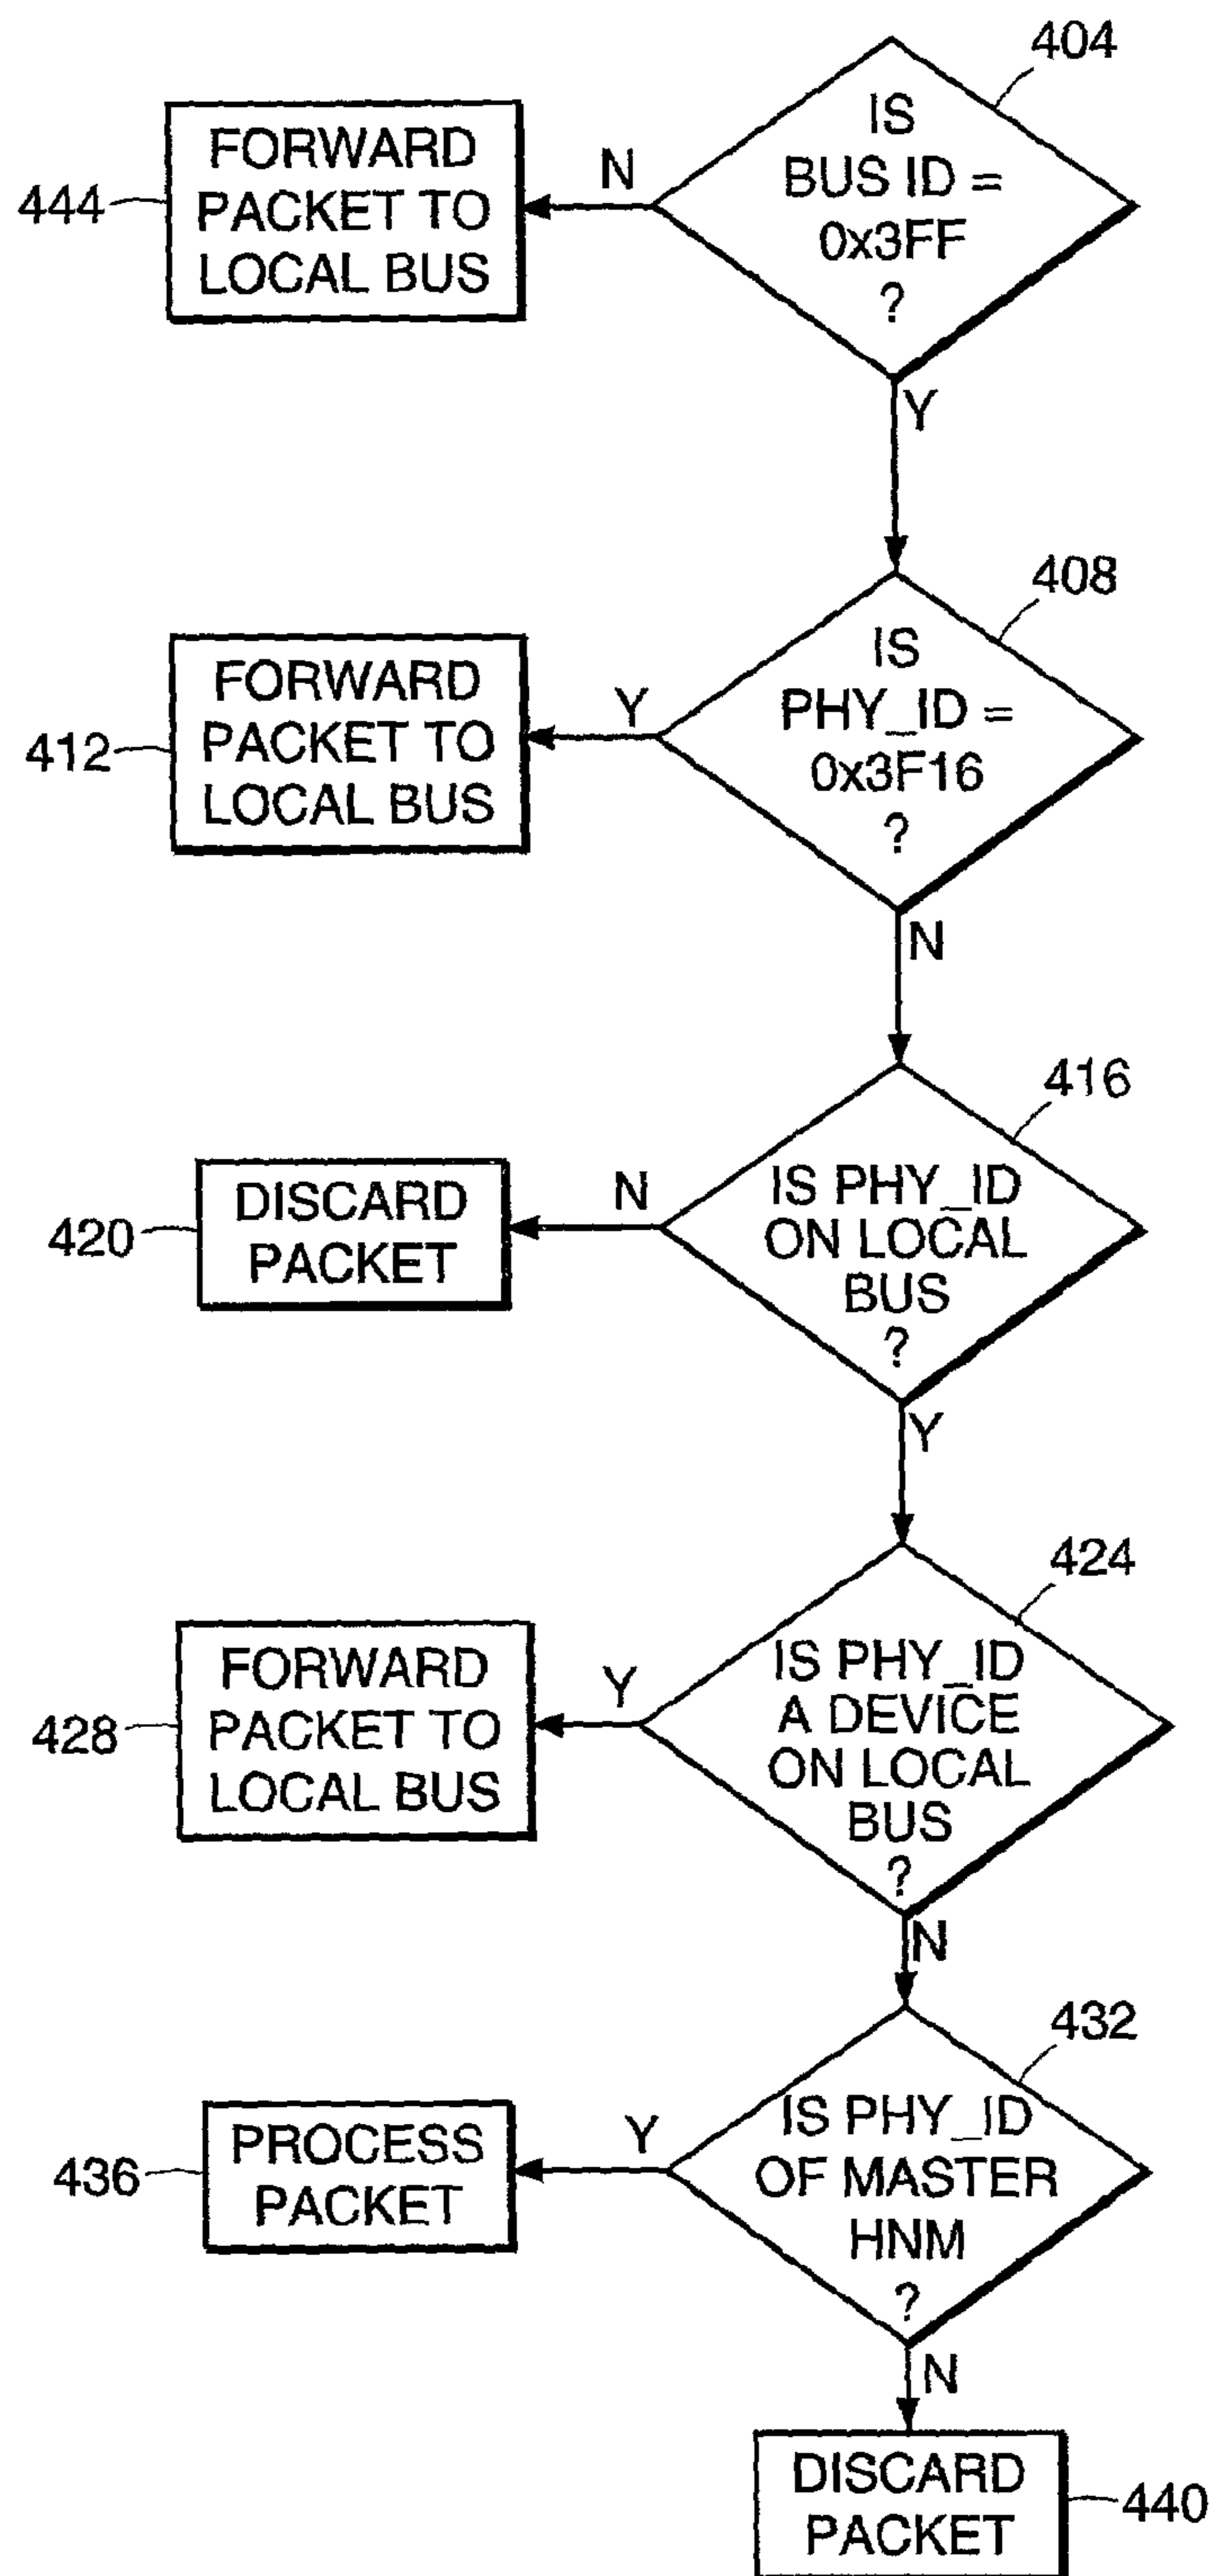 404
IS
BUS ID =
0x3FF
?
N
FORWARD
PACKET TO
LOCAL BUS
444
Y
408
IS
PHY_ID =
0x3F16
?
Y
FORWARD
PACKET TO
LOCAL BUS
412
N
416
IS PHY_ID
ON LOCAL
BUS
?
N
DISCARD
PACKET
420
Y
424
IS PHY_ID
A DEVICE
ON LOCAL
BUS
?
Y
FORWARD
PACKET TO
LOCAL BUS
428
N
432
IS PHY_ID
OF MASTER
HNM
?
Y
PROCESS
PACKET
436
N
DISCARD
PACKET
440